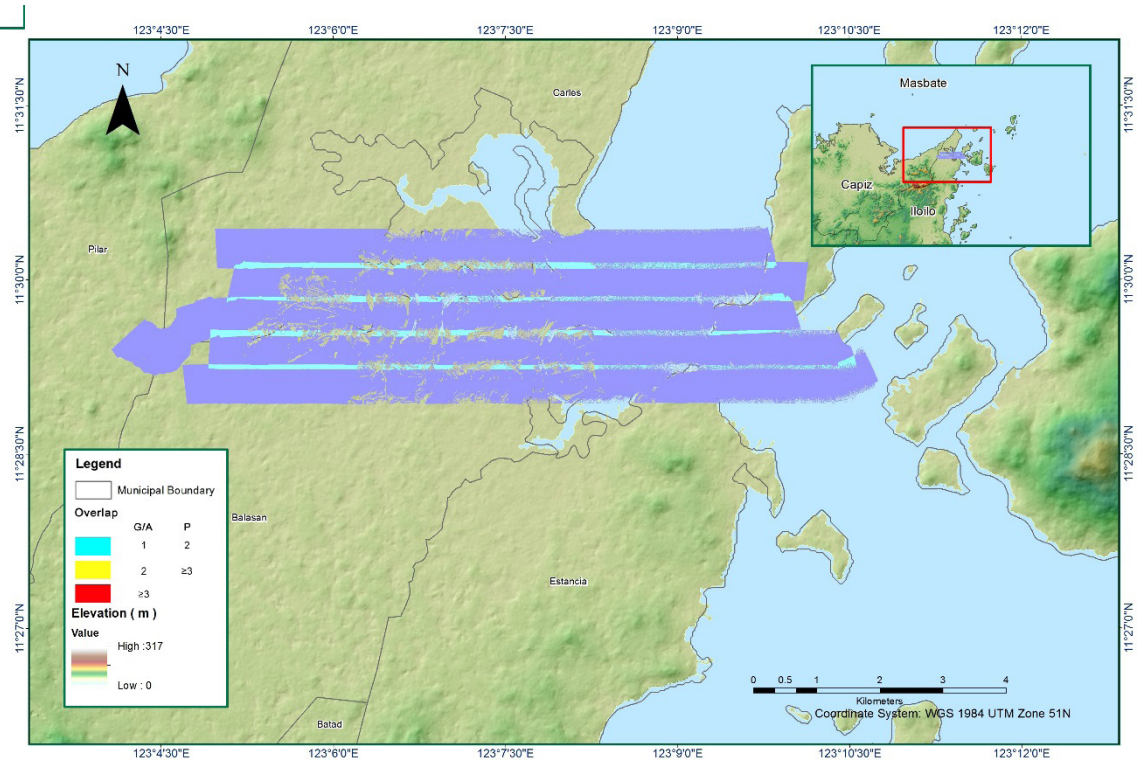 123°4'30"E 123°6'0"E 123°7'30"E 123°9'0"E 123°10'30"E 123°12'0"E
N
11°31'30"N
11°30'0"N
11°28'30"N
11°27'0"N
Carles
Pilar
Balasan
Estancia
Batad
Masbate
Capiz
Iloilo
11°31'30"N
11°30'0"N
11°28'30"N
11°27'0"N
Legend
Municipal Boundary
Overlap
G/A P
1 2
2 ≥3
≥3
Elevation ( m )
Value
High :317
Low : 0
0 0.5 1 2 3 4
Kilometers
Coordinate System: WGS 1984 UTM Zone 51N
123°4'30"E 123°6'0"E 123°7'30"E 123°9'0"E 123°10'30"E 123°12'0"E